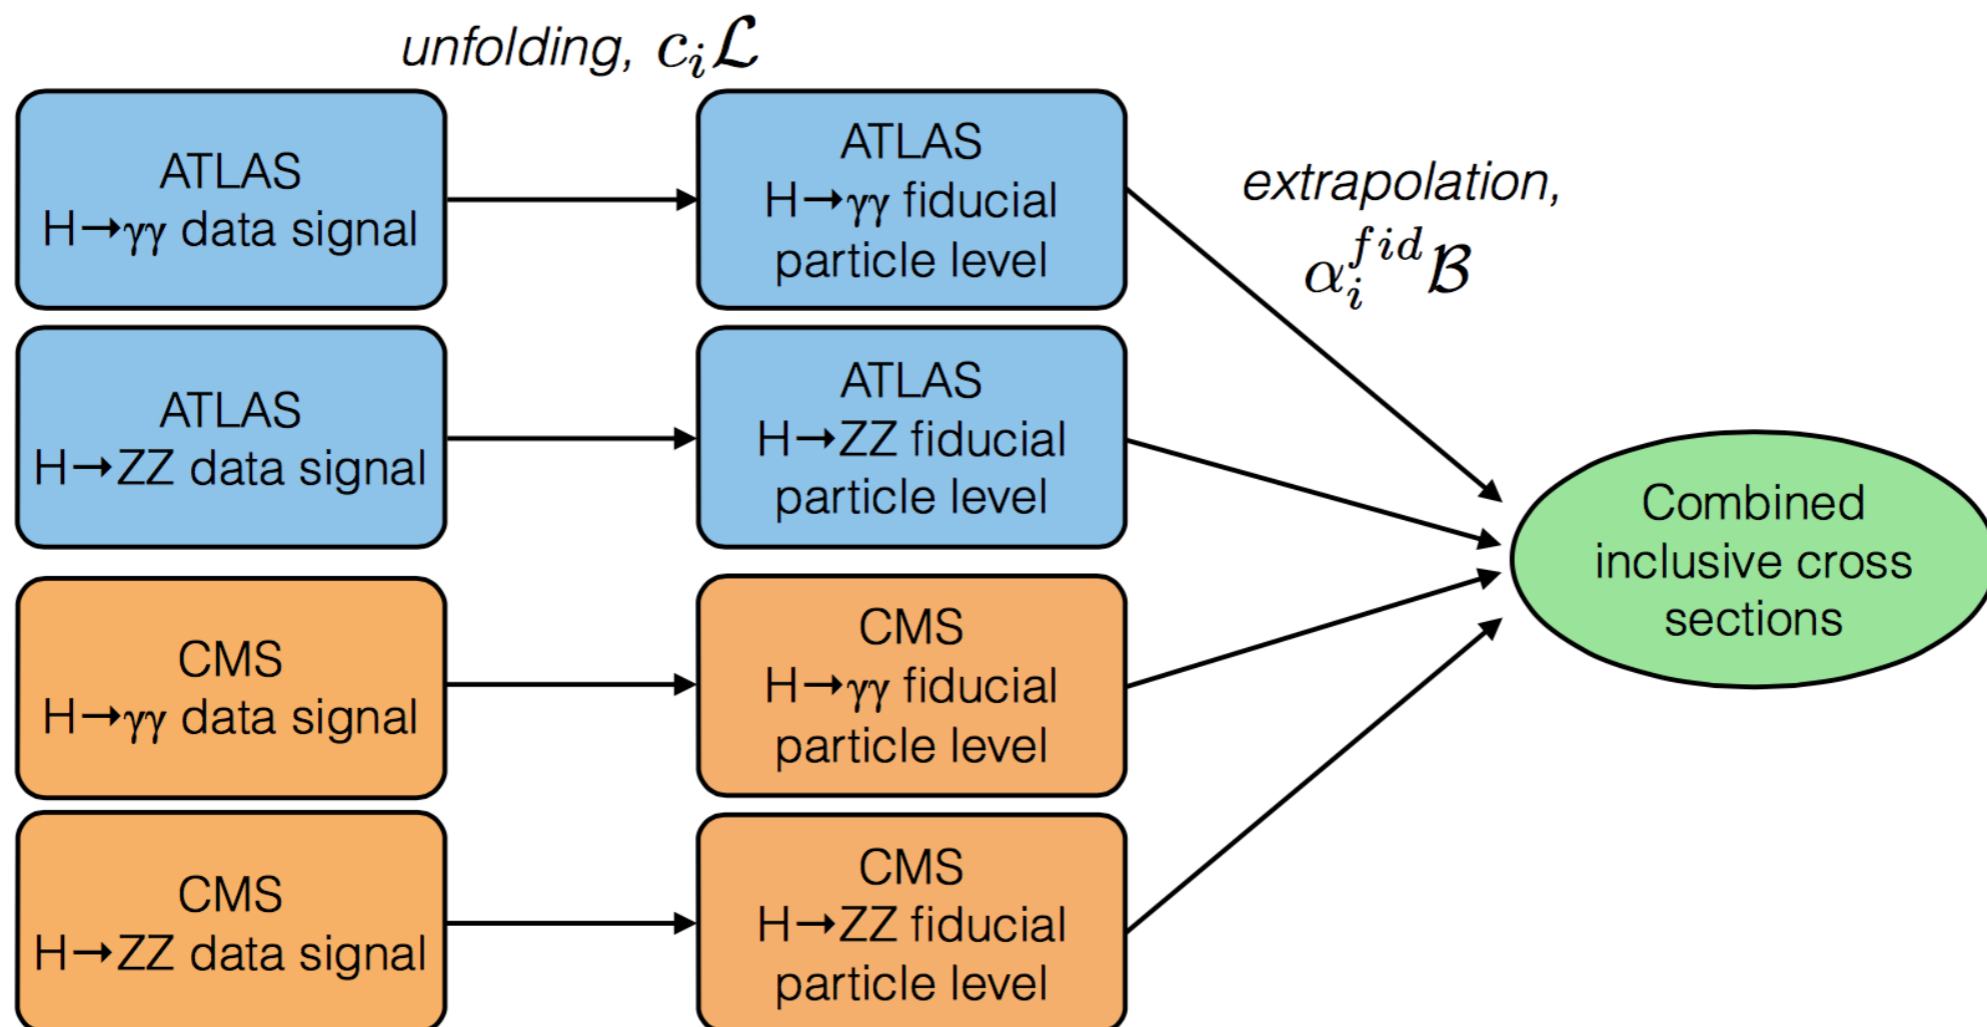 unfolding, c_i ℒ
ATLAS
H→γγ data signal
ATLAS
H→γγ fiducial
particle level
extrapolation,
α_i^{fid} ℬ
ATLAS
H→ZZ data signal
ATLAS
H→ZZ fiducial
particle level
Combined
inclusive cross
sections
CMS
H→γγ data signal
CMS
H→γγ fiducial
particle level
CMS
H→ZZ data signal
CMS
H→ZZ fiducial
particle level